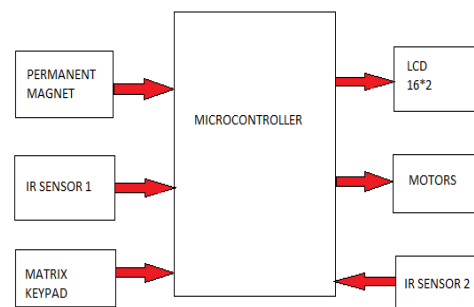 PERMANENT
MAGNET
IR SENSOR 1
MATRIX
KEYPAD
MICROCONTROLLER
LCD
16*2
MOTORS
IR SENSOR 2